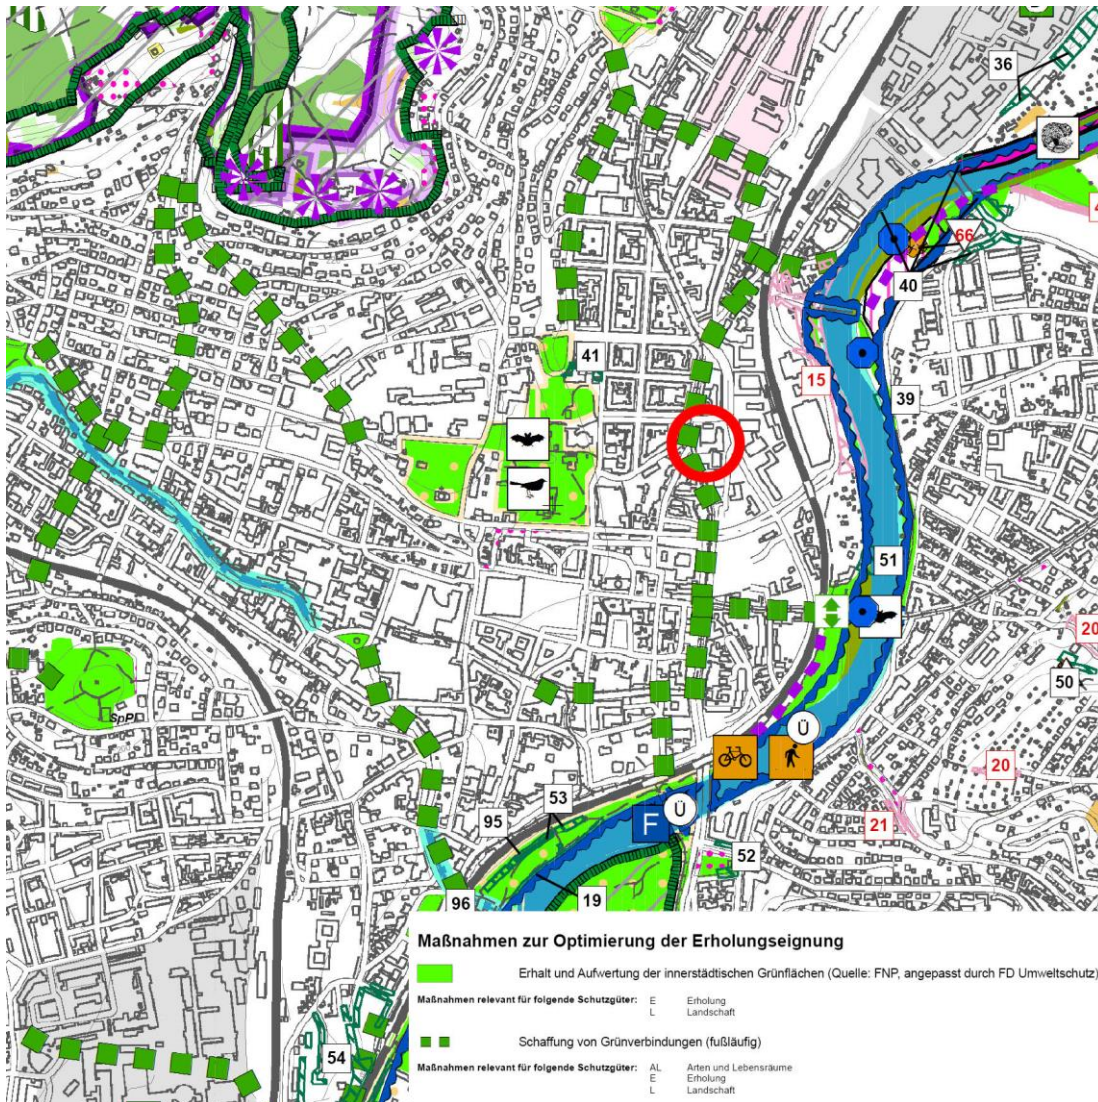 36
66
40
41
15
39
51
20
50
SpPl
Ü
20
53
95
F
Ü
21
52
96
19
54
Maßnahmen zur Optimierung der Erholungseignung
Erhalt und Aufwertung der innerstädtischen Grünflächen (Quelle: FNP, angepasst durch FD Umweltschutz)
Maßnahmen relevant für folgende Schutzgüter: E Erholung
L Landschaft
Schaffung von Grünverbindungen (fußläufig)
Maßnahmen relevant für folgende Schutzgüter: AL Arten und Lebensräume
E Erholung
L Landschaft